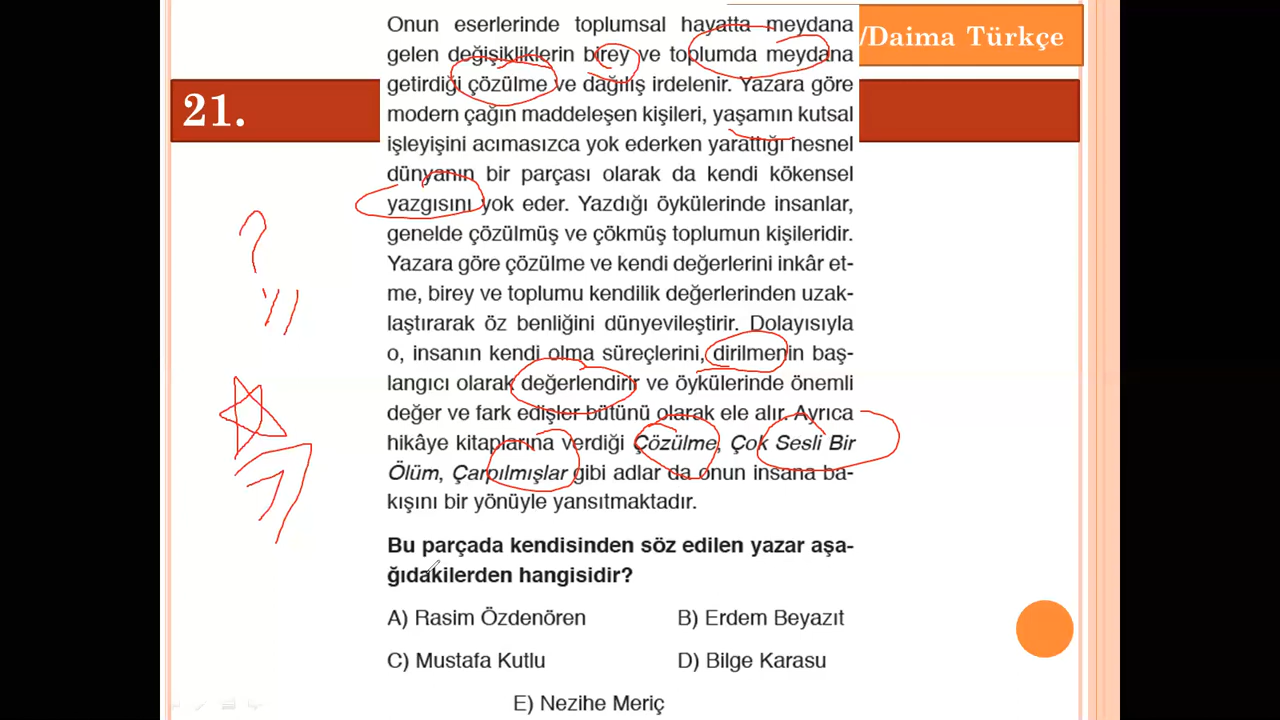 /Daima Türkçe
21.
Onun eserlerinde toplumsal hayatta meydana
gelen değişikliklerin birey ve toplumda meydana
getirdiği çözülme ve dağılış irdelenir. Yazara göre
modern çağın maddeleşen kişileri, yaşamın kutsal
işleyişini acımasızca yok ederken yarattığı nesnel
dünyanın bir parçası olarak da kendi kökensel
yazgısını yok eder. Yazdığı öykülerinde insanlar,
genelde çözülmüş ve çökmüş toplumun kişileridir.
Yazara göre çözülme ve kendi değerlerini inkâr et-
me, birey ve toplumu kendilik değerlerinden uzak-
laştırarak öz benliğini dünyevileştirir. Dolayısıyla
o, insanın kendi olma süreçlerini, dirilmenin baş-
langıcı olarak değerlendirir ve öykülerinde önemli
değer ve fark edişler bütünü olarak ele alır. Ayrıca
hikâye kitaplarına verdiği Çözülme, Çok Sesli Bir
Ölüm, Çarpılmışlar gibi adlar da onun insana ba-
kışını bir yönüyle yansıtmaktadır.
Bu parçada kendisinden söz edilen yazar aşa-
ğıdakilerden hangisidir?
A) Rasim Özdenören
B) Erdem Beyazıt
C) Mustafa Kutlu
D) Bilge Karasu
E) Nezihe Meriç